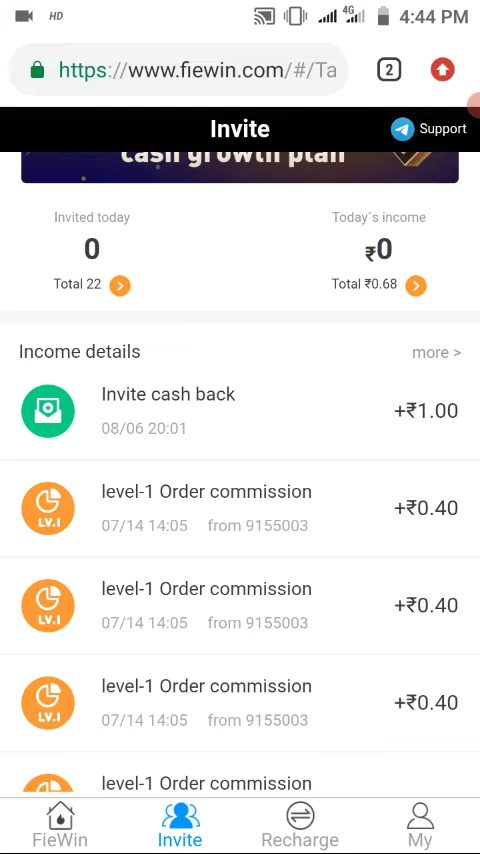 HD
4G
4:44 PM
https://www.fiewin.com/#/Ta
2
Invite
Support
cash growth plan
Invited today
Today`s income
0
₹0
Total 22
Total ₹0.68
Income details
more >
Invite cash back
+₹1.00
08/06 20:01
level-1 Order commission
+₹0.40
LV.I
07/14 14:05 from 9155003
level-1 Order commission
+₹0.40
LV.I
07/14 14:05 from 9155003
level-1 Order commission
+₹0.40
LV.I
07/14 14:05 from 9155003
level-1 Order commission
FieWin
Invite
Recharge
My